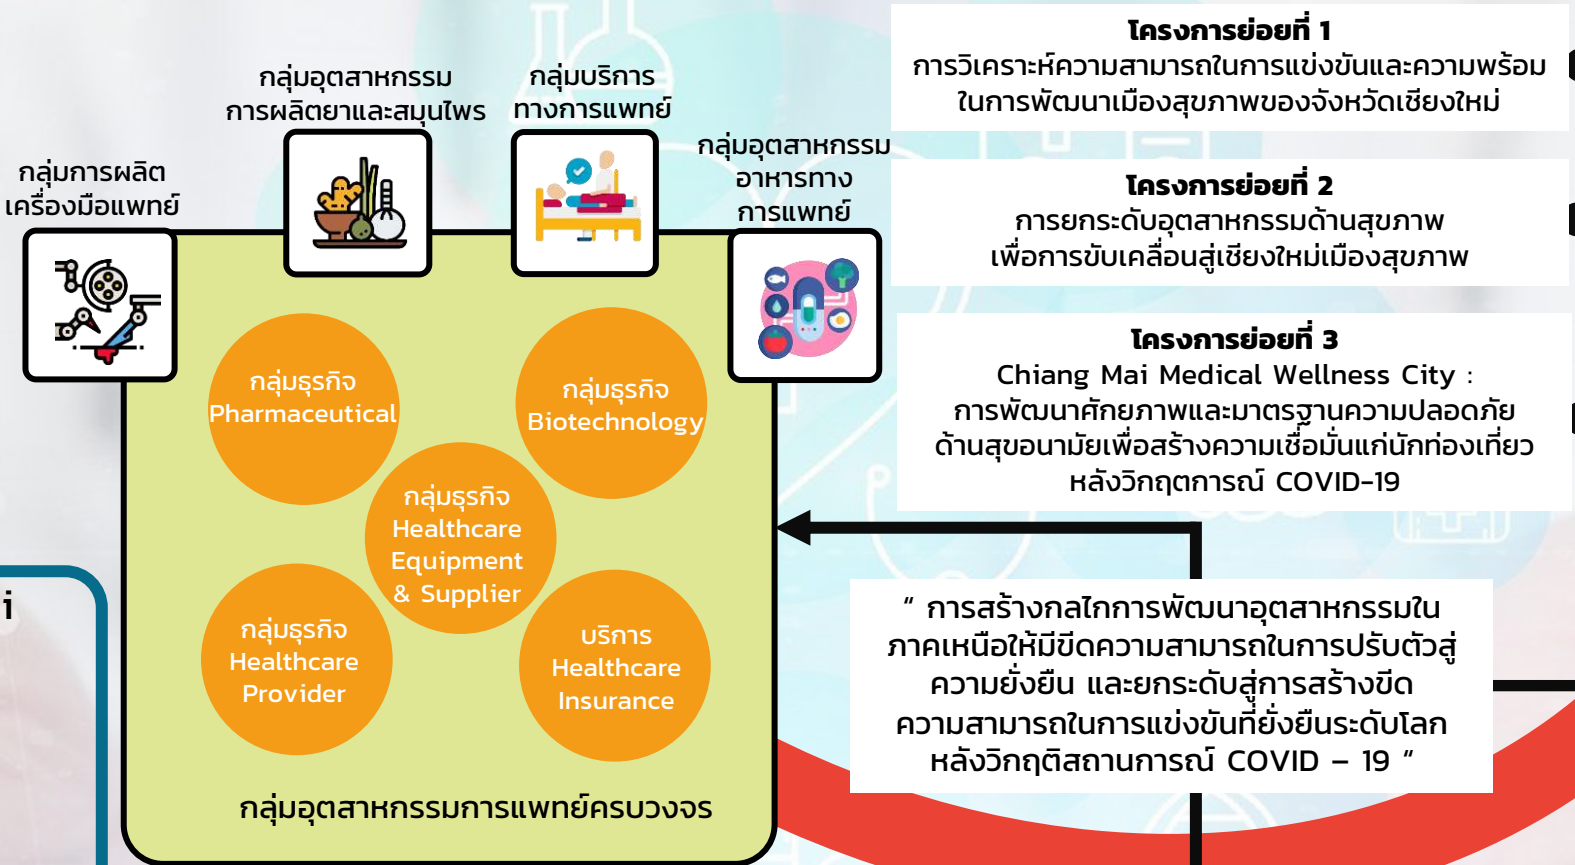 กลุ่มการผลิต
เครื่องมือแพทย์
กลุ่มอุตสาหกรรม
การผลิตยาและสมุนไพร
กลุ่มบริการ
ทางการแพทย์
กลุ่มอุตสาหกรรม
อาหารทาง
การแพทย์
กลุ่มธุรกิจ
Pharmaceutical
กลุ่มธุรกิจ
Biotechnology
กลุ่มธุรกิจ
Healthcare
Equipment
& Supplier
กลุ่มธุรกิจ
Healthcare
Provider
บริการ
Healthcare
Insurance
กลุ่มอุตสาหกรรมการแพทย์ครบวงจร
i
โครงการย่อยที่ 1
การวิเคราะห์ความสามารถในการแข่งขันและความพร้อม
ในการพัฒนาเมืองสุขภาพของจังหวัดเชียงใหม่
โครงการย่อยที่ 2
การยกระดับอุตสาหกรรมด้านสุขภาพ
เพื่อการขับเคลื่อนสู่เชียงใหม่เมืองสุขภาพ
โครงการย่อยที่ 3
Chiang Mai Medical Wellness City :
การพัฒนาศักยภาพและมาตรฐานความปลอดภัย
ด้านสุขอนามัยเพื่อสร้างความเชื่อมั่นแก่นักท่องเที่ยว
หลังวิกฤตการณ์ COVID-19
“ การสร้างกลไกการพัฒนาอุตสาหกรรมใน
ภาคเหนือให้มีขีดความสามารถในการปรับตัวสู่
ความยั่งยืน และยกระดับสู่การสร้างขีด
ความสามารถในการแข่งขันที่ยั่งยืนระดับโลก
หลังวิกฤติสถานการณ์ COVID – 19 “